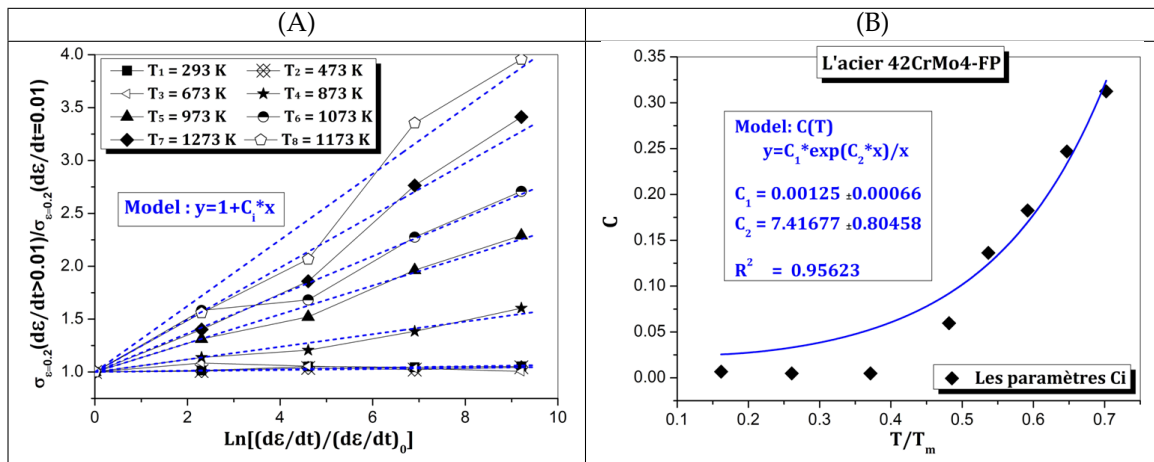 (A)
(B)
σε=0.2(dε/dt>0.01)/σε=0.2(dε/dt=0.01)
4.0
3.5
3.0
2.5
2.0
1.5
1.0
T1 = 293 K T2 = 473 K
T3 = 673 K T4 = 873 K
T5 = 973 K T6 = 1073 K
T7 = 1273 K T8 = 1173 K
Model : y=1+Ci*x
0 2 4 6 8 10
Ln[(dε/dt)/(dε/dt)0]
C
0.35
0.30
0.25
0.20
0.15
0.10
0.05
0.00
L'acier 42CrMo4-FP
Model: C(T)
y=C1*exp(C2*x)/x
C1 = 0.00125 ±0.00066
C2 = 7.41677 ±0.80458
R2 = 0.95623
Les paramètres Ci
0.1 0.2 0.3 0.4 0.5 0.6 0.7 0.8
T/Tm